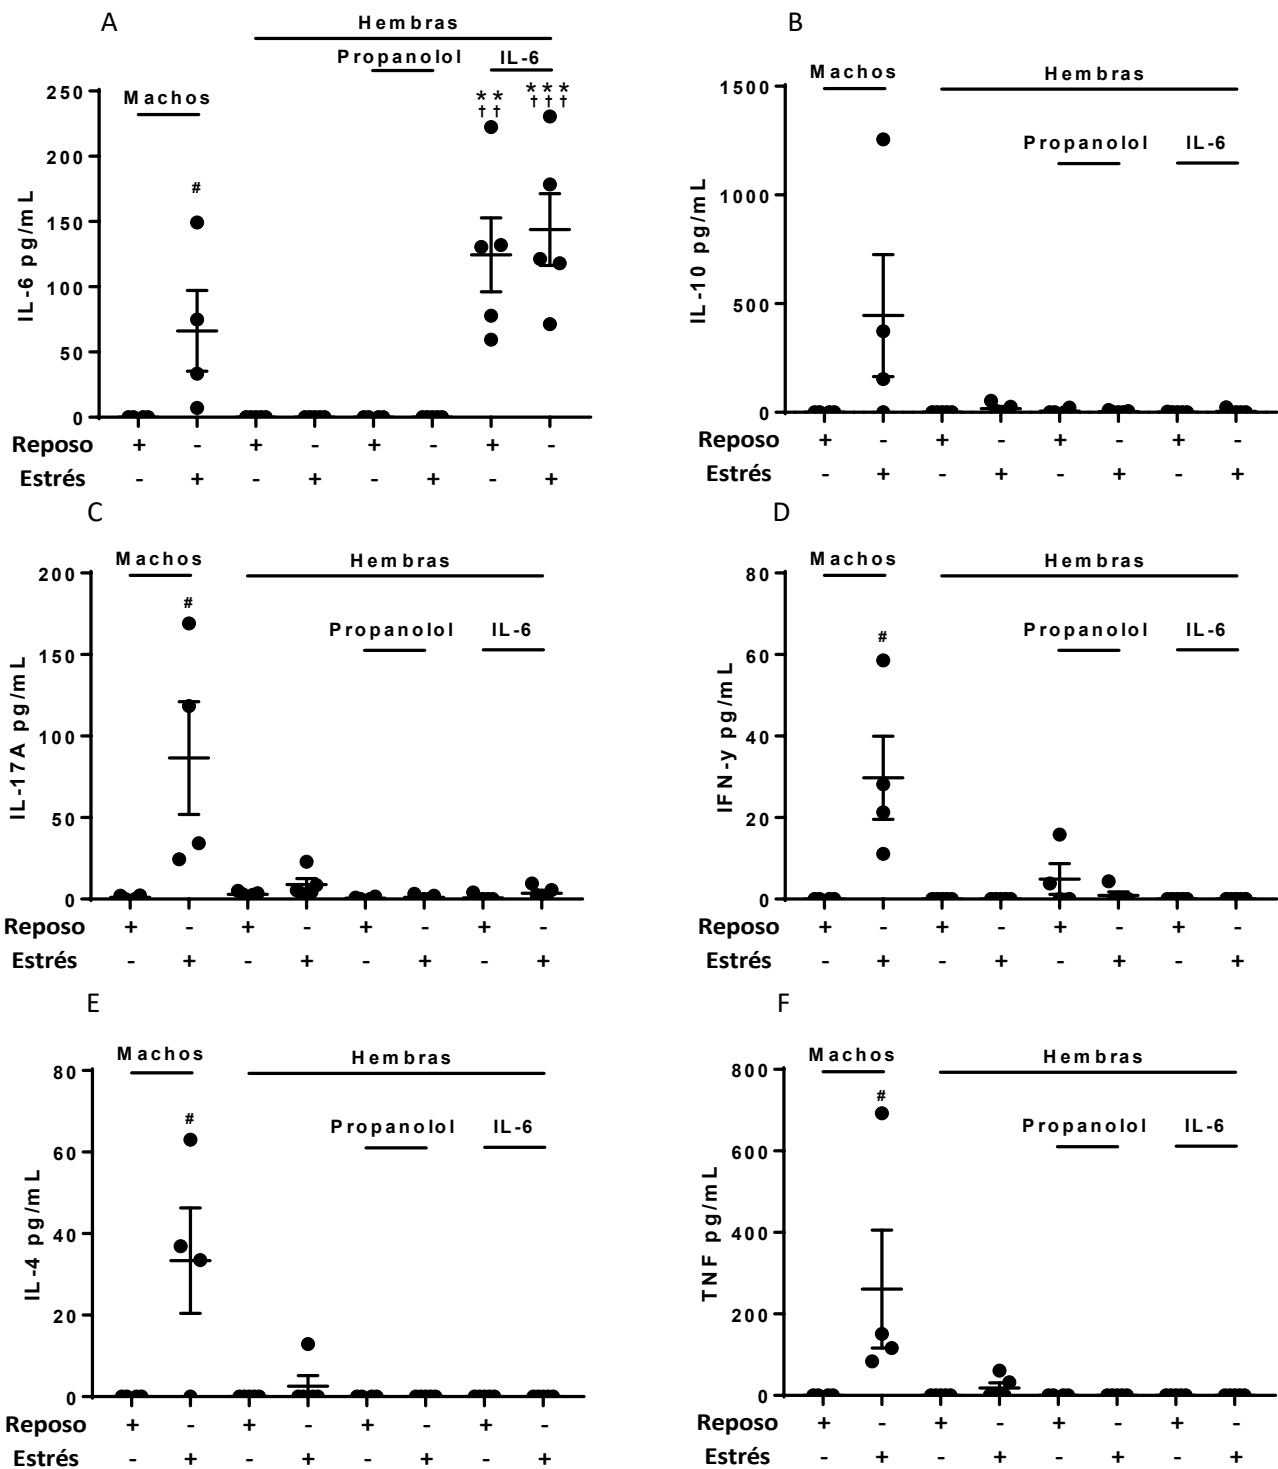 A
Hembras
Propanolol
IL-6
Machos
**
††
***
†††
#
IL-6 pg/mL
250
200
150
100
50
0
Reposo + - + - + - + -
Estrés - + - + - + - +
B
Machos
Hembras
Propanolol
IL-6
IL-10 pg/mL
1500
1000
500
0
Reposo + - + - + - + -
Estrés - + - + - + - +
C
Machos
Hembras
Propanolol
IL-6
#
IL-17A pg/mL
200
150
100
50
0
Reposo + - + - + - + -
Estrés - + - + - + - +
D
Machos
Hembras
Propanolol
IL-6
#
IFN-y pg/mL
80
60
40
20
0
Reposo + - + - + - + -
Estrés - + - + - + - +
E
Machos
Hembras
Propanolol
IL-6
#
IL-4 pg/mL
80
60
40
20
0
Reposo + - + - + - + -
Estrés - + - + - + - +
F
Machos
Hembras
Propanolol
IL-6
#
TNF pg/mL
800
600
400
200
0
Reposo + - + - + - + -
Estrés - + - + - + - +